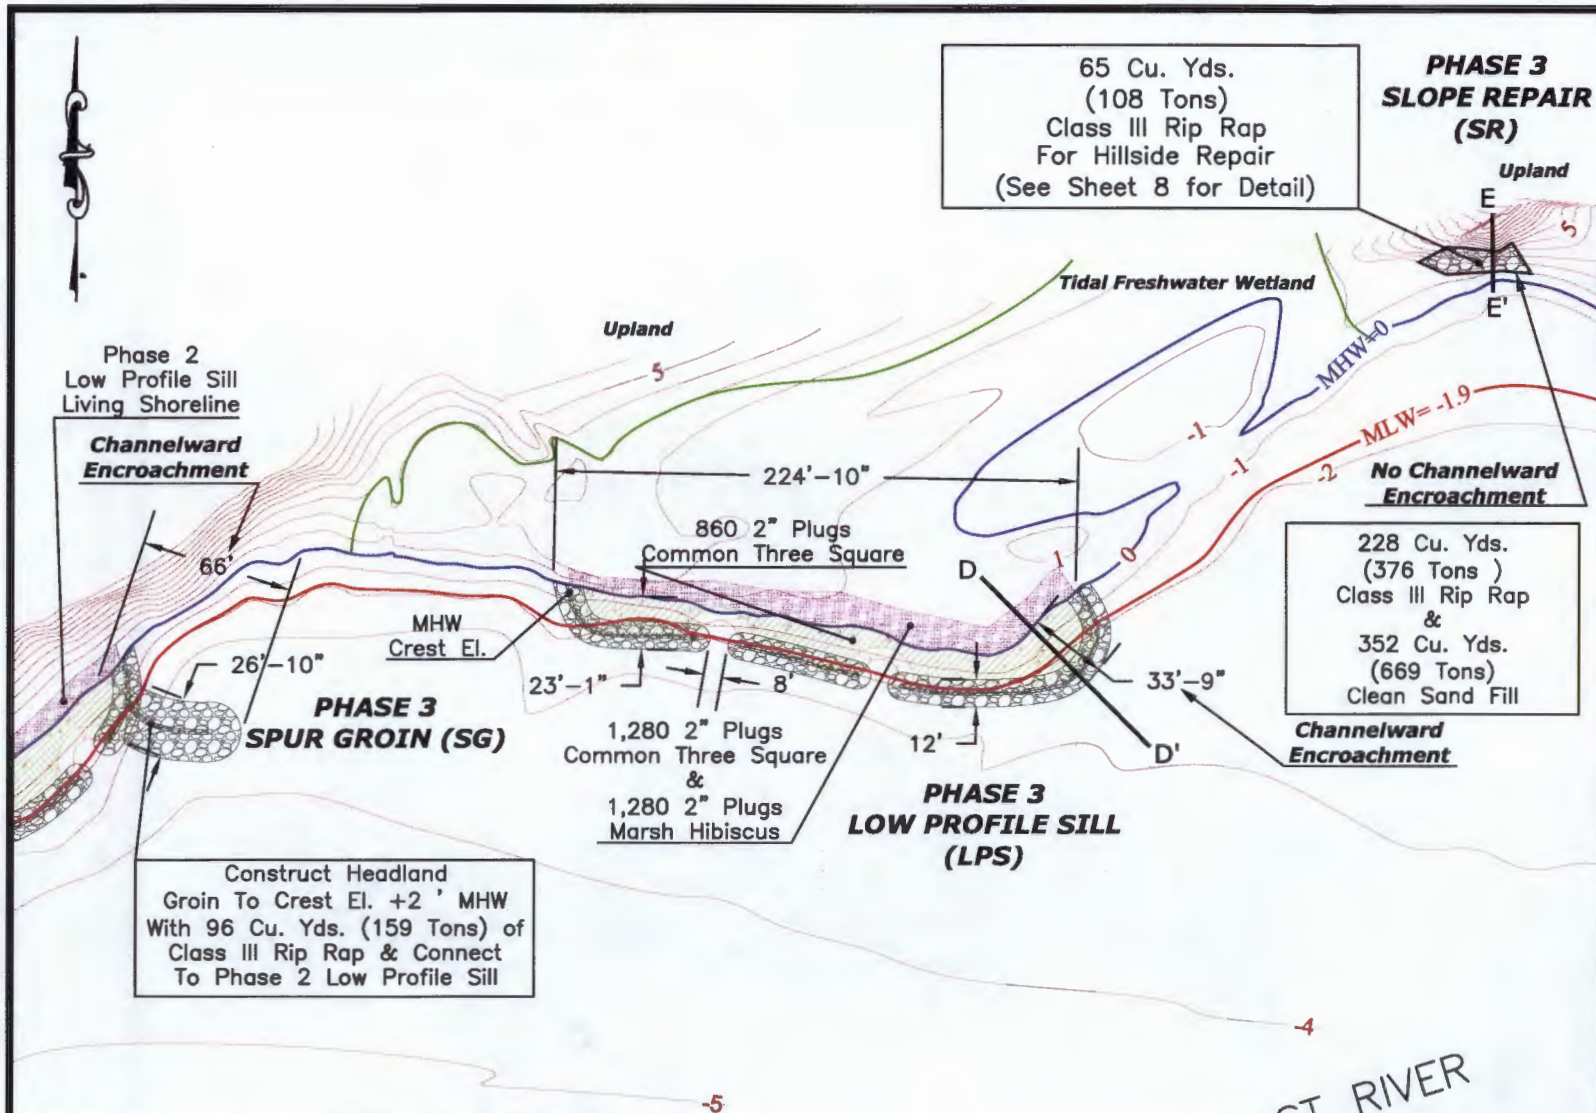 65 Cu. Yds.
(108 Tons)
Class III Rip Rap
For Hillside Repair
(See Sheet 8 for Detail)
PHASE 3
SLOPE REPAIR
(SR)
Upland
E
5
E'
Tidal Freshwater Wetland
Upland
5
MHW=0
MLW= -1.9
-1
-1
-2
No Channelward
Encroachment
Phase 2
Low Profile Sill
Living Shoreline
Channelward
Encroachment
66'
224'-10"
860 2" Plugs
Common Three Square
1
0
D
MHW
Crest El.
228 Cu. Yds.
(376 Tons )
Class III Rip Rap
&
352 Cu. Yds.
(669 Tons)
Clean Sand Fill
26'-10"
23'-1"
8'
33'-9"
12'
D'
Channelward
Encroachment
PHASE 3
SPUR GROIN (SG)
1,280 2" Plugs
Common Three Square
&
1,280 2" Plugs
Marsh Hibiscus
PHASE 3
LOW PROFILE SILL
(LPS)
Construct Headland
Groin To Crest El. +2 ' MHW
With 96 Cu. Yds. (159 Tons) of
Class III Rip Rap & Connect
To Phase 2 Low Profile Sill
-4
-5
RIVER